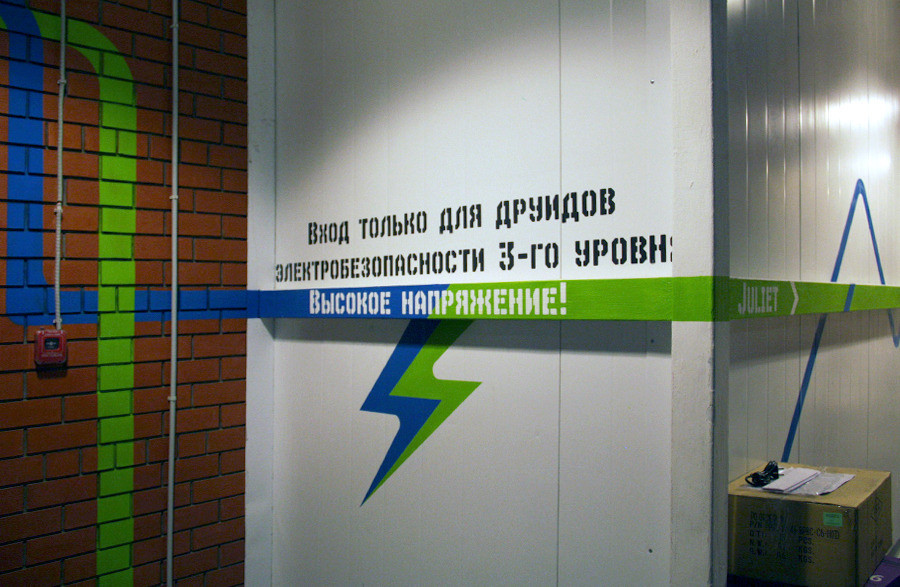 Вход только для друидов
электробезопасности 3-го уровня
Высокое напряжение!
Juliet >